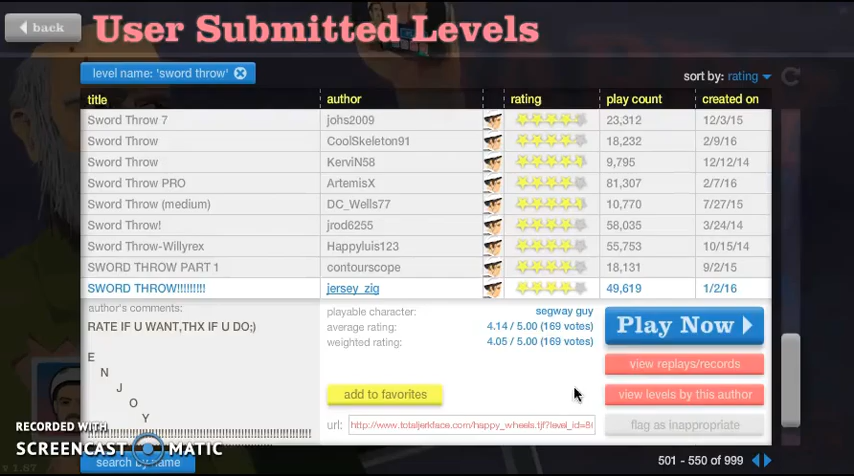 back
User Submitted Levels
level name: 'sword throw'
sort by: rating
title author rating play count created on
Sword Throw 7 johs2009 23,312 12/3/15
Sword Throw CoolSkeleton91 18,232 2/9/16
Sword Throw KerviN58 9,795 12/12/14
Sword Throw PRO ArtemisX 81,307 2/7/16
Sword Throw (medium) DC_Wells77 10,770 7/27/15
Sword Throw! jrod6255 58,035 3/24/14
Sword Throw-Willyrex Happyluis123 55,753 10/15/14
SWORD THROW PART 1 contourscope 18,131 9/2/15
SWORD THROW!!!!!!!!! jersey_zig 49,619 1/2/16
author's comments:
RATE IF U WANT,THX IF U DO;)
E
N
J
O
Y
playable character: segway guy
average rating: 4.14 / 5.00 (169 votes)
weighted rating: 4.05 / 5.00 (169 votes)
Play Now
view replays/records
add to favorites
view levels by this author
url: http://www.totaljerkface.com/happy_wheels.tjf?level_id=8
flag as inappropriate
RECORDED WITH
SCREENCAST MATIC
search by name
v 1.87
501 - 550 of 999